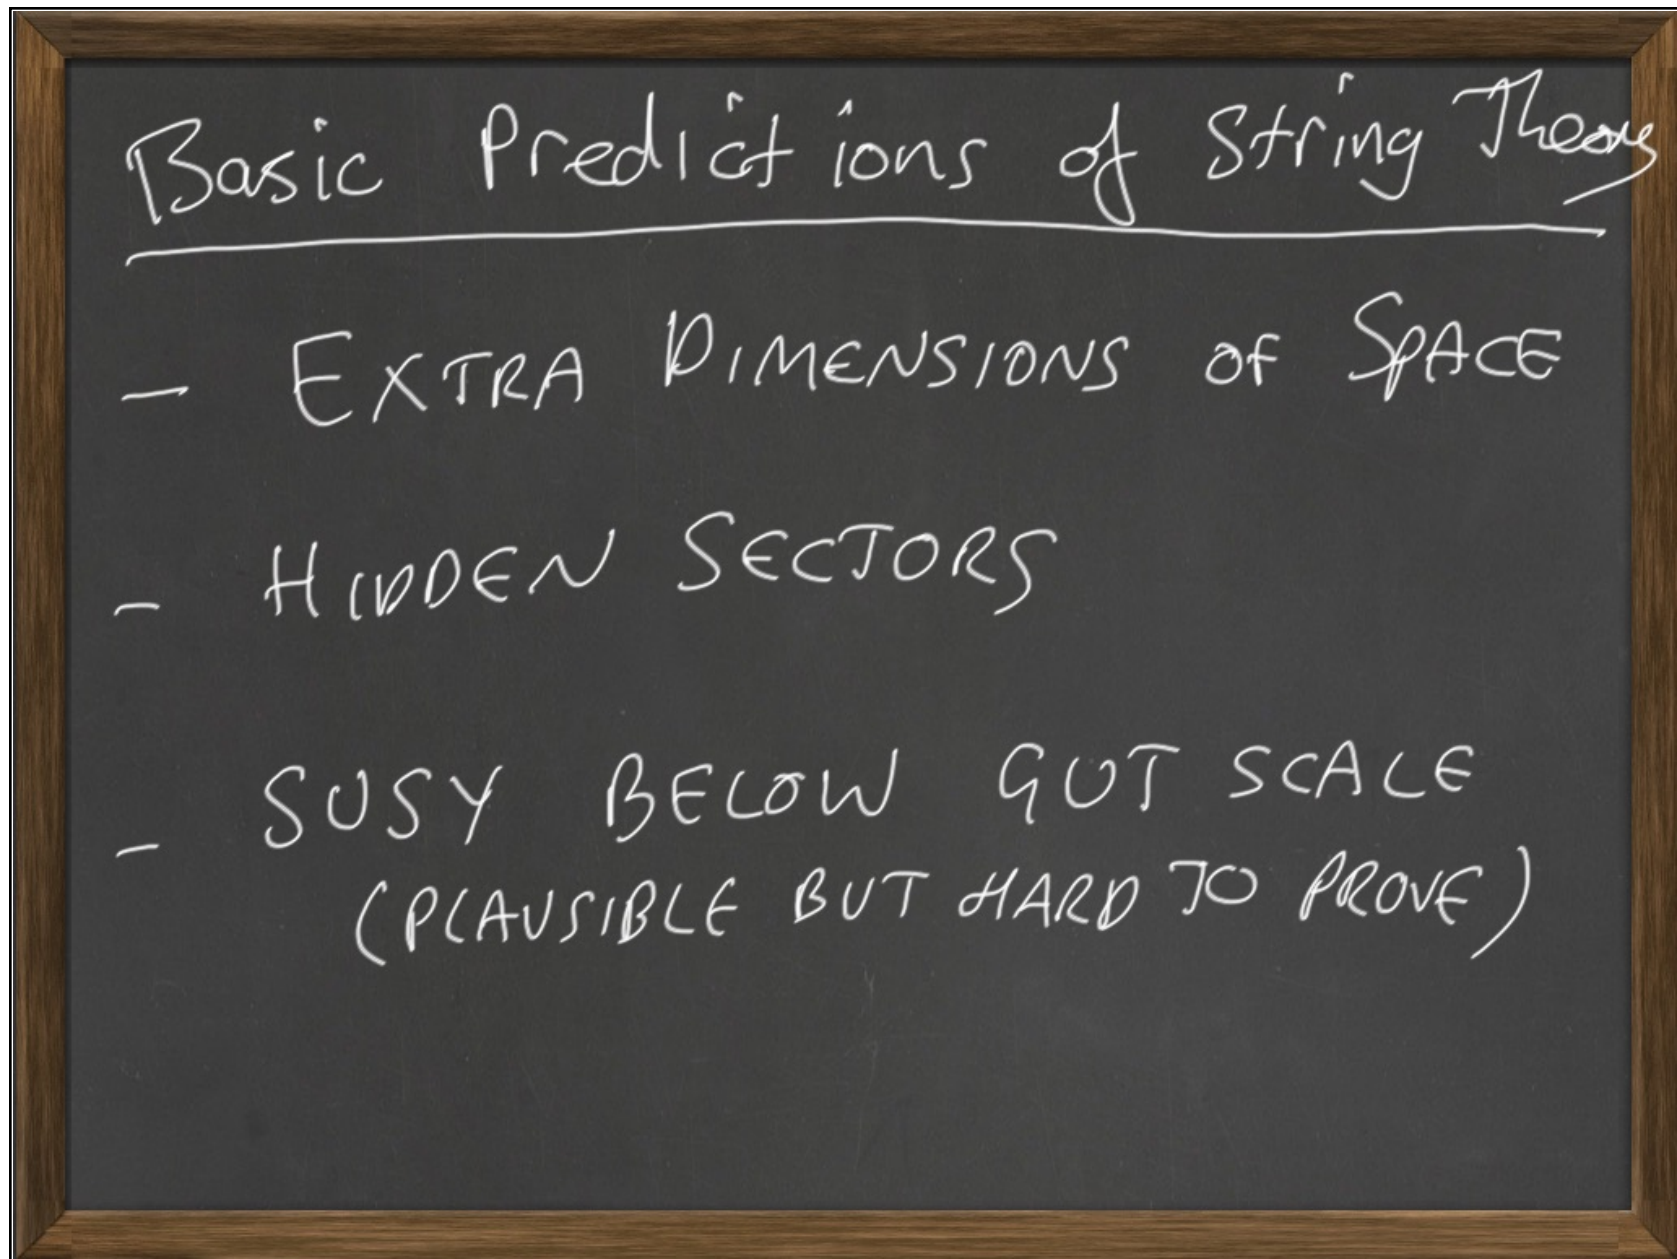 Basic Predictions of String Theory
- EXTRA DIMENSIONS OF SPACE
- HIDDEN SECTORS
- SUSY BELOW GUT SCALE
(PLAUSIBLE BUT HARD TO PROVE)